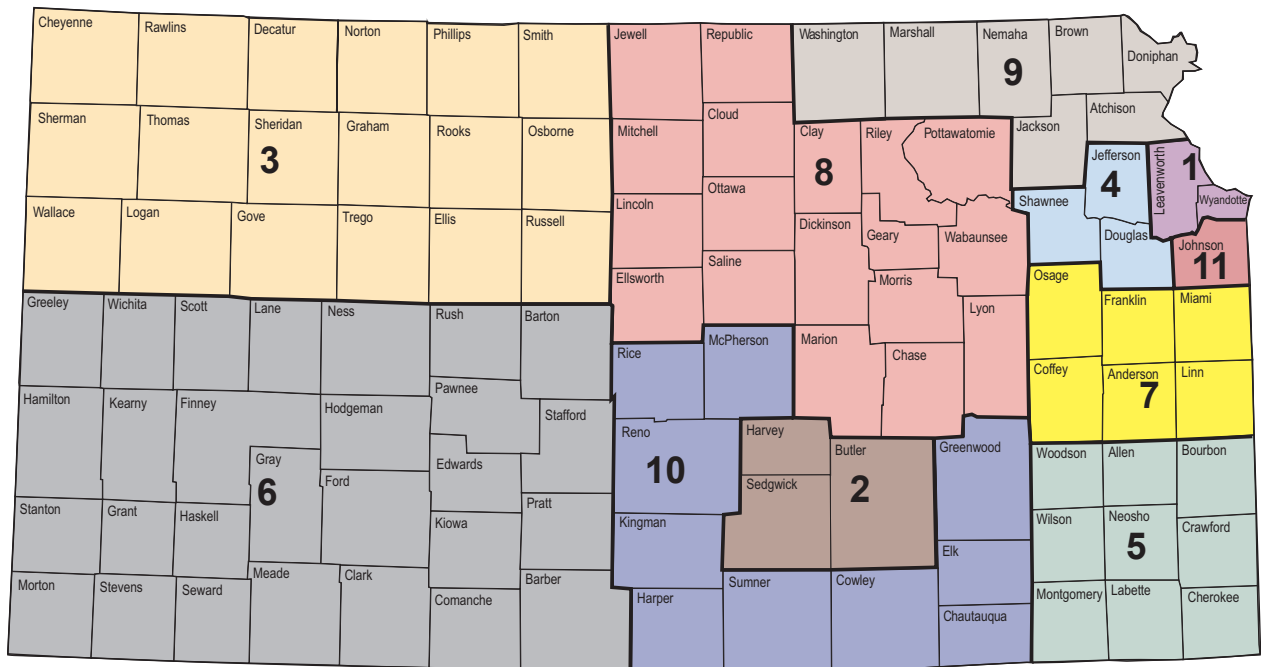 Cheyenne
Rawlins
Decatur
Norton
Phillips
Smith
Jewell
Republic
Washington
Marshall
Nemaha
Brown
Doniphan
9
Sherman
Thomas
Sheridan
Graham
Rooks
Osborne
3
Mitchell
Cloud
Clay
Riley
Pottawatomie
Jackson
Atchison
8
Jefferson
4
Leavenworth
1
Wyandotte
Wallace
Logan
Gove
Trego
Ellis
Russell
Lincoln
Ottawa
Dickinson
Geary
Wabaunsee
Shawnee
Douglas
Johnson
11
Ellsworth
Saline
Morris
Lyon
Osage
Franklin
Miami
Greeley
Wichita
Scott
Lane
Ness
Rush
Barton
Rice
McPherson
Marion
Chase
Coffey
Anderson
7
Linn
Hamilton
Kearny
Finney
Hodgeman
Pawnee
Stafford
Reno
10
Harvey
Butler
2
Greenwood
Woodson
Allen
Bourbon
Gray
6
Ford
Edwards
Sedgwick
Stanton
Grant
Haskell
Kiowa
Pratt
Kingman
Elk
Wilson
Neosho
5
Crawford
Morton
Stevens
Seward
Meade
Clark
Comanche
Barber
Harper
Sumner
Cowley
Chautauqua
Montgomery
Labette
Cherokee